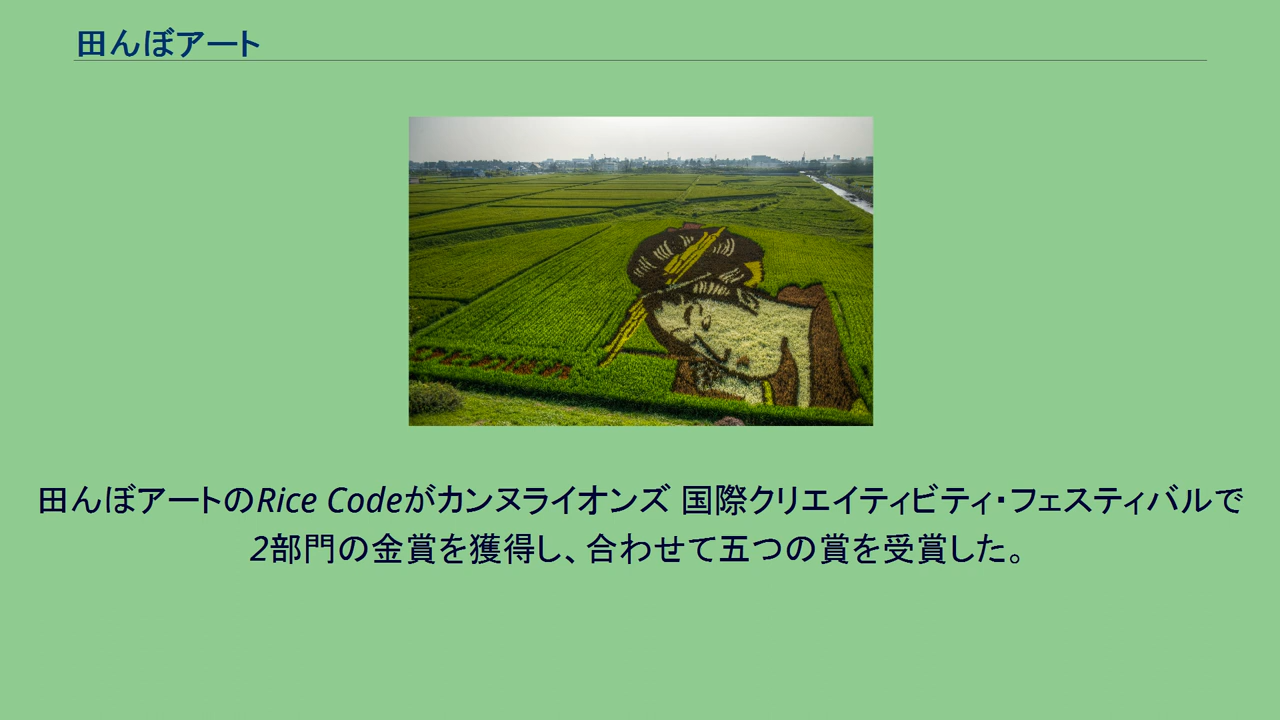 田んぼアート
田んぼアートのRice Codeがカンヌライオンズ 国際クリエイティビティ・フェスティバルで
2部門の金賞を獲得し、合わせて五つの賞を受賞した。